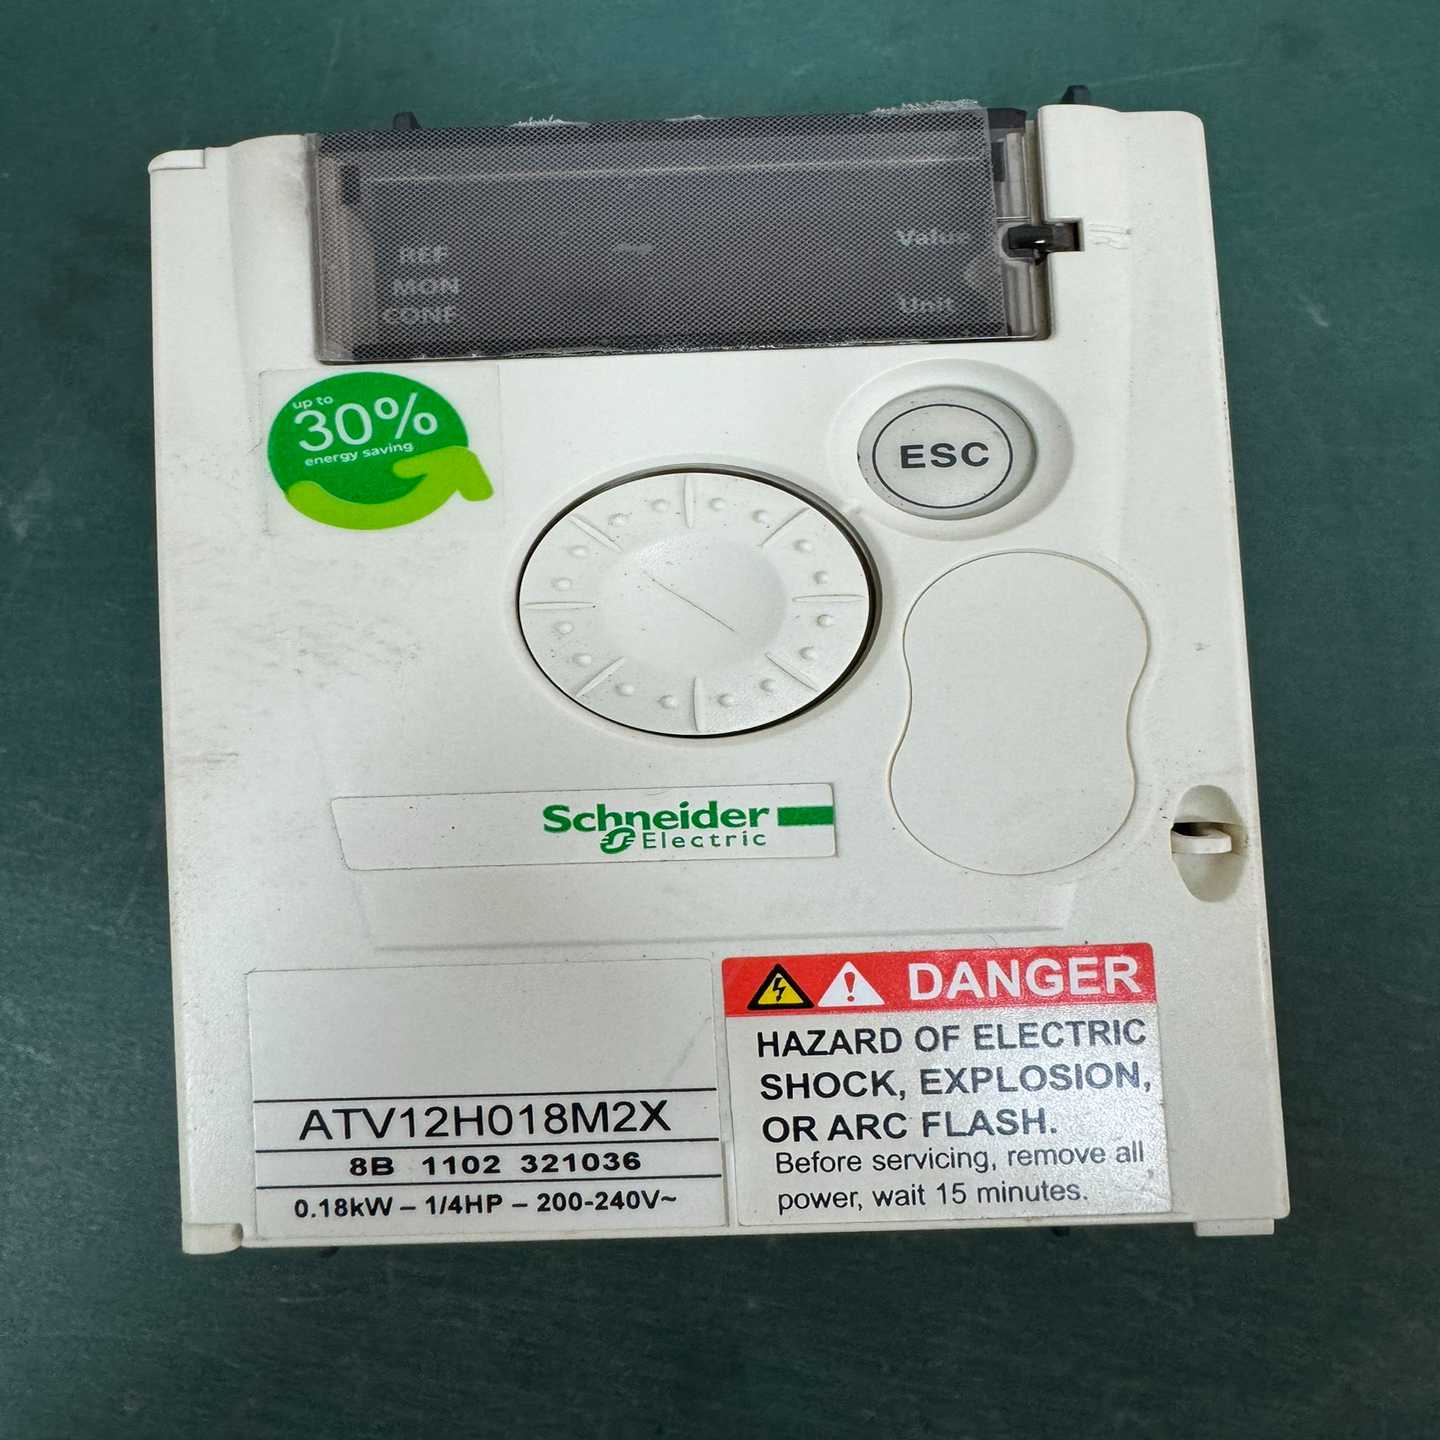 REF
MON
CONF
Value
Unit
up to
30%
energy saving
ESC
Schneider
Electric
DANGER
HAZARD OF ELECTRIC
SHOCK, EXPLOSION,
OR ARC FLASH.
Before servicing, remove all
power, wait 15 minutes.
ATV12H018M2X
8B 1102 321036
0.18kW – 1/4HP – 200-240V~